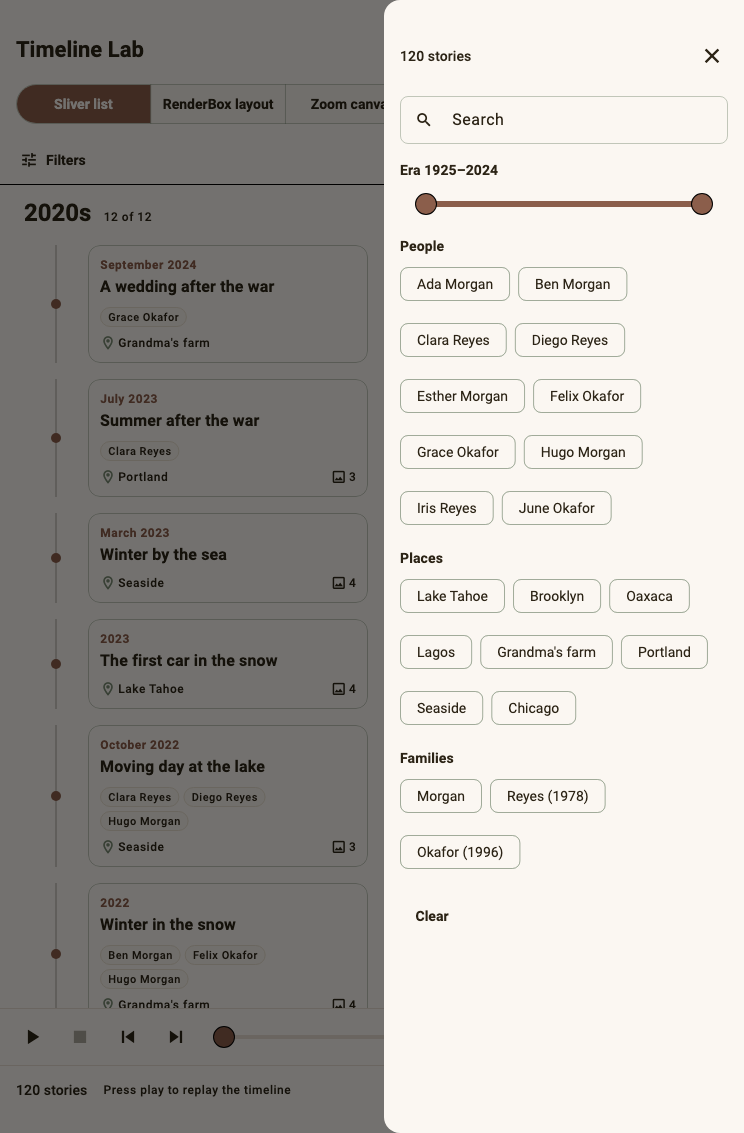 Timeline Lab
Sliver list
RenderBox layout
Zoom canva
Filters
2020s 12 of 12
September 2024
A wedding after the war
Grace Okafor
Grandma's farm
July 2023
Summer after the war
Clara Reyes
Portland 3
March 2023
Winter by the sea
Seaside 4
2023
The first car in the snow
Lake Tahoe 4
October 2022
Moving day at the lake
Clara Reyes Diego Reyes
Hugo Morgan
Seaside 3
2022
Winter in the snow
Ben Morgan Felix Okafor
Hugo Morgan
Grandma's farm 4
120 stories Press play to replay the timeline
120 stories
Search
Era 1925–2024
People
Ada Morgan Ben Morgan
Clara Reyes Diego Reyes
Esther Morgan Felix Okafor
Grace Okafor Hugo Morgan
Iris Reyes June Okafor
Places
Lake Tahoe Brooklyn Oaxaca
Lagos Grandma's farm Portland
Seaside Chicago
Families
Morgan Reyes (1978)
Okafor (1996)
Clear